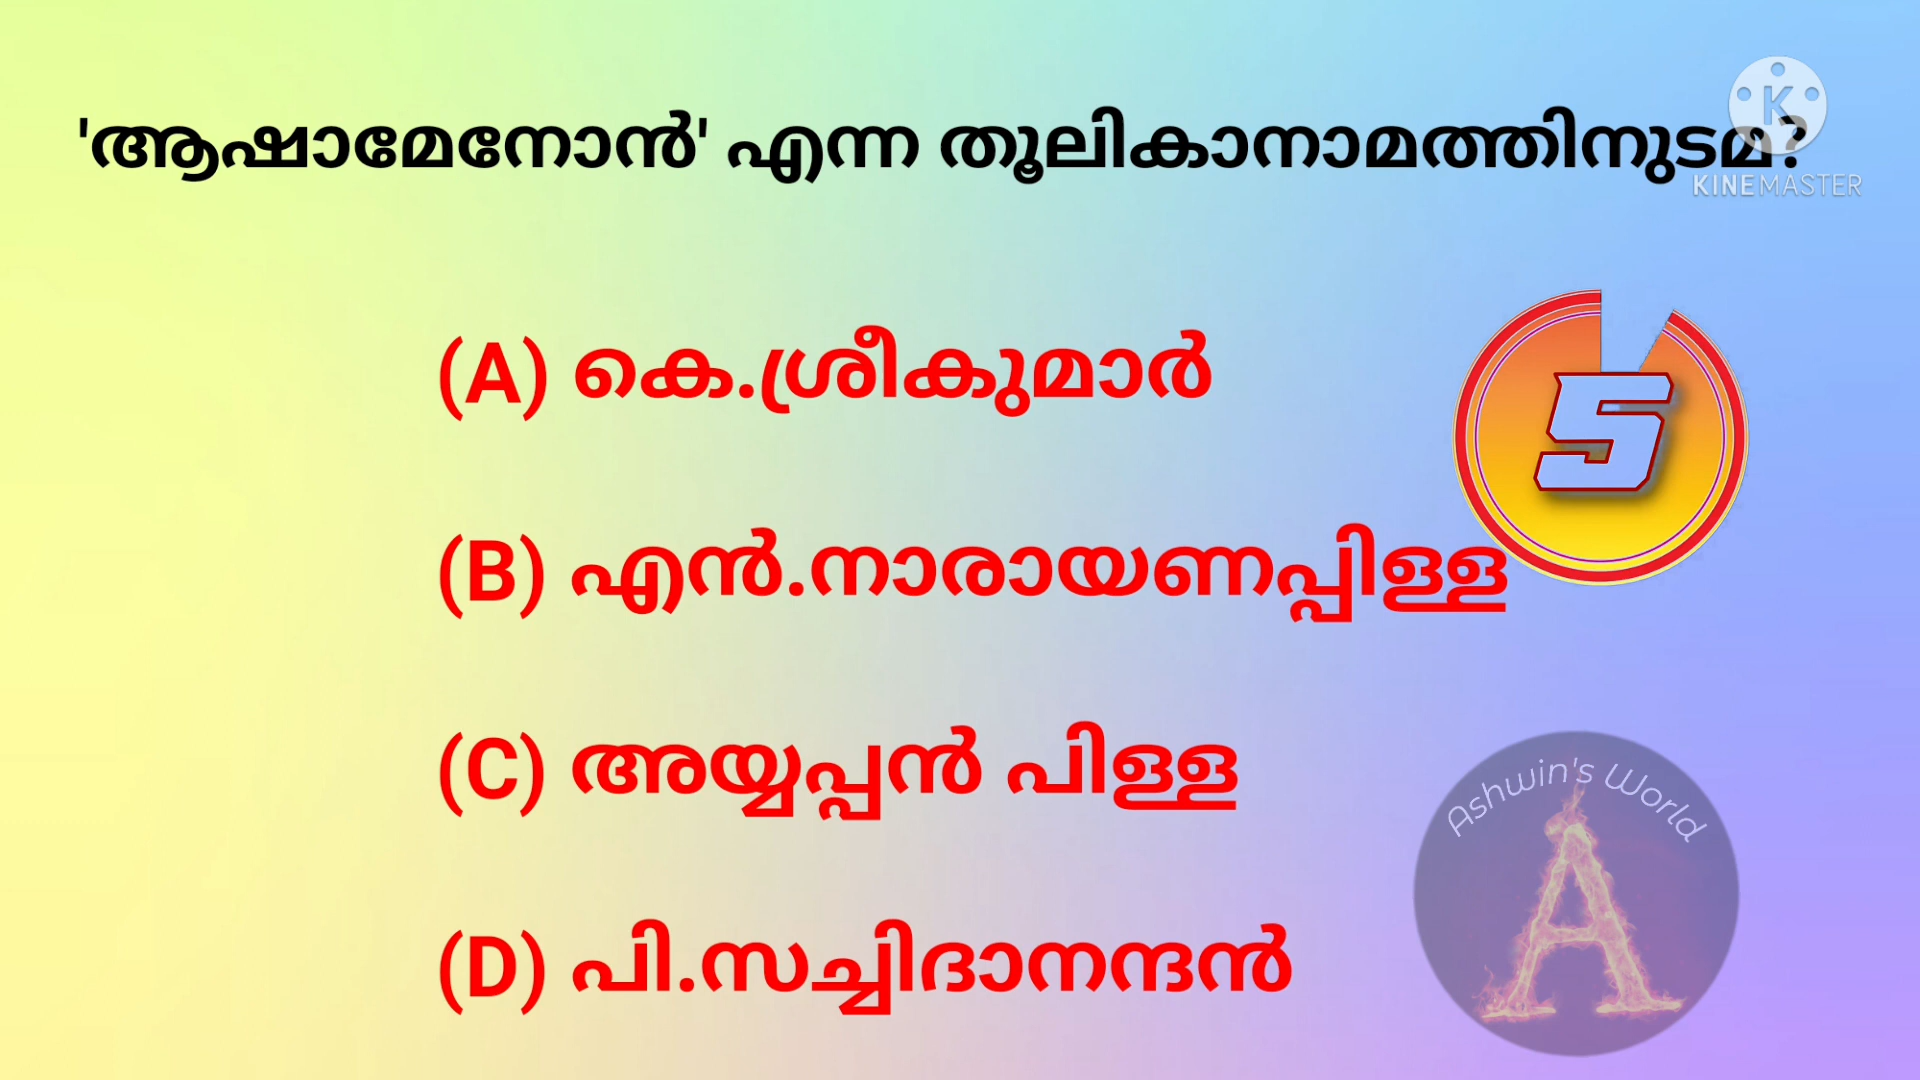 'ആഷാമേനോൻ' എന്ന തൂലികാനാമത്തിനുടമ?
KINEMASTER
(A) കെ.ശ്രീകുമാർ
5
(B) എൻ.നാരായണപ്പിള്ള
(C) അയ്യപ്പൻ പിള്ള
Ashwin's World
A
(D) പി.സച്ചിദാനന്ദൻ